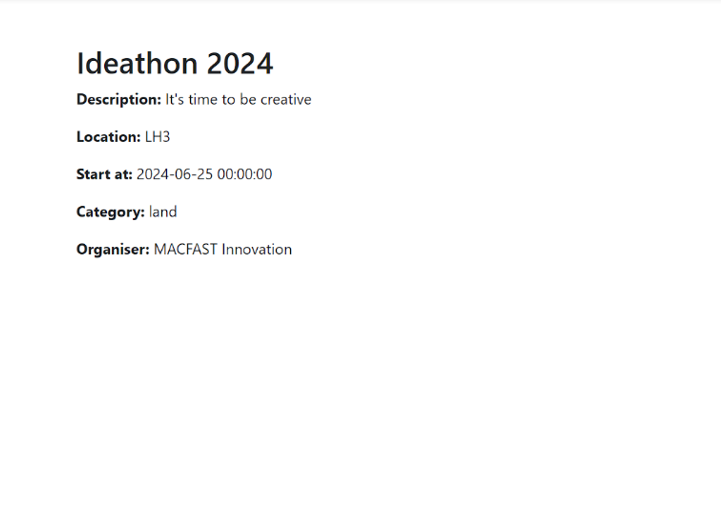 Ideathon 2024
Description: It's time to be creative
Location: LH3
Start at: 2024-06-25 00:00:00
Category: land
Organiser: MACFAST Innovation